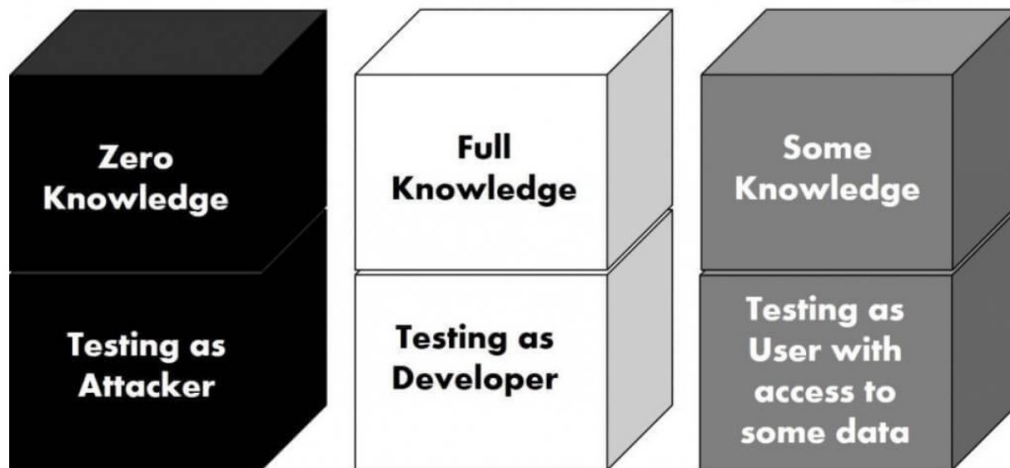 Zero
Knowledge
Testing as
Attacker
Full
Knowledge
Testing as
Developer
Some
Knowledge
Testing as
User with
access to
some data